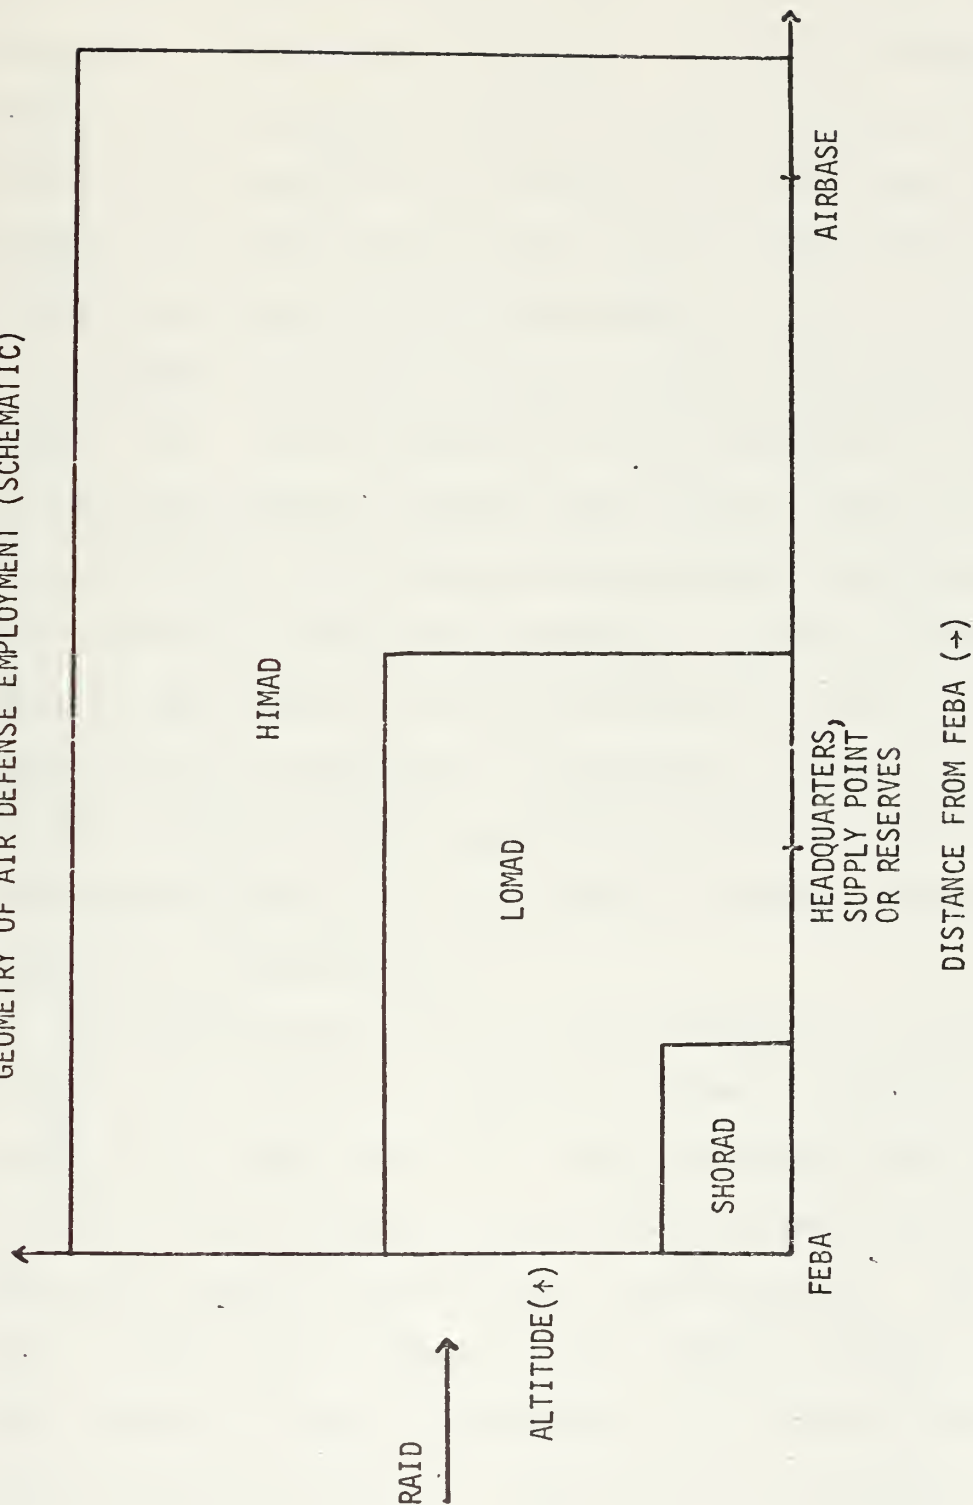 GEOMETRY OF AIR DEFENSE EMPLOYMENT (SCHEMATIC)
RAID
ALTITUDE(↑)
HIMAD
LOMAD
SHORAD
FEBA
HEADQUARTERS,
SUPPLY POINT
OR RESERVES
AIRBASE
DISTANCE FROM FEBA (→)